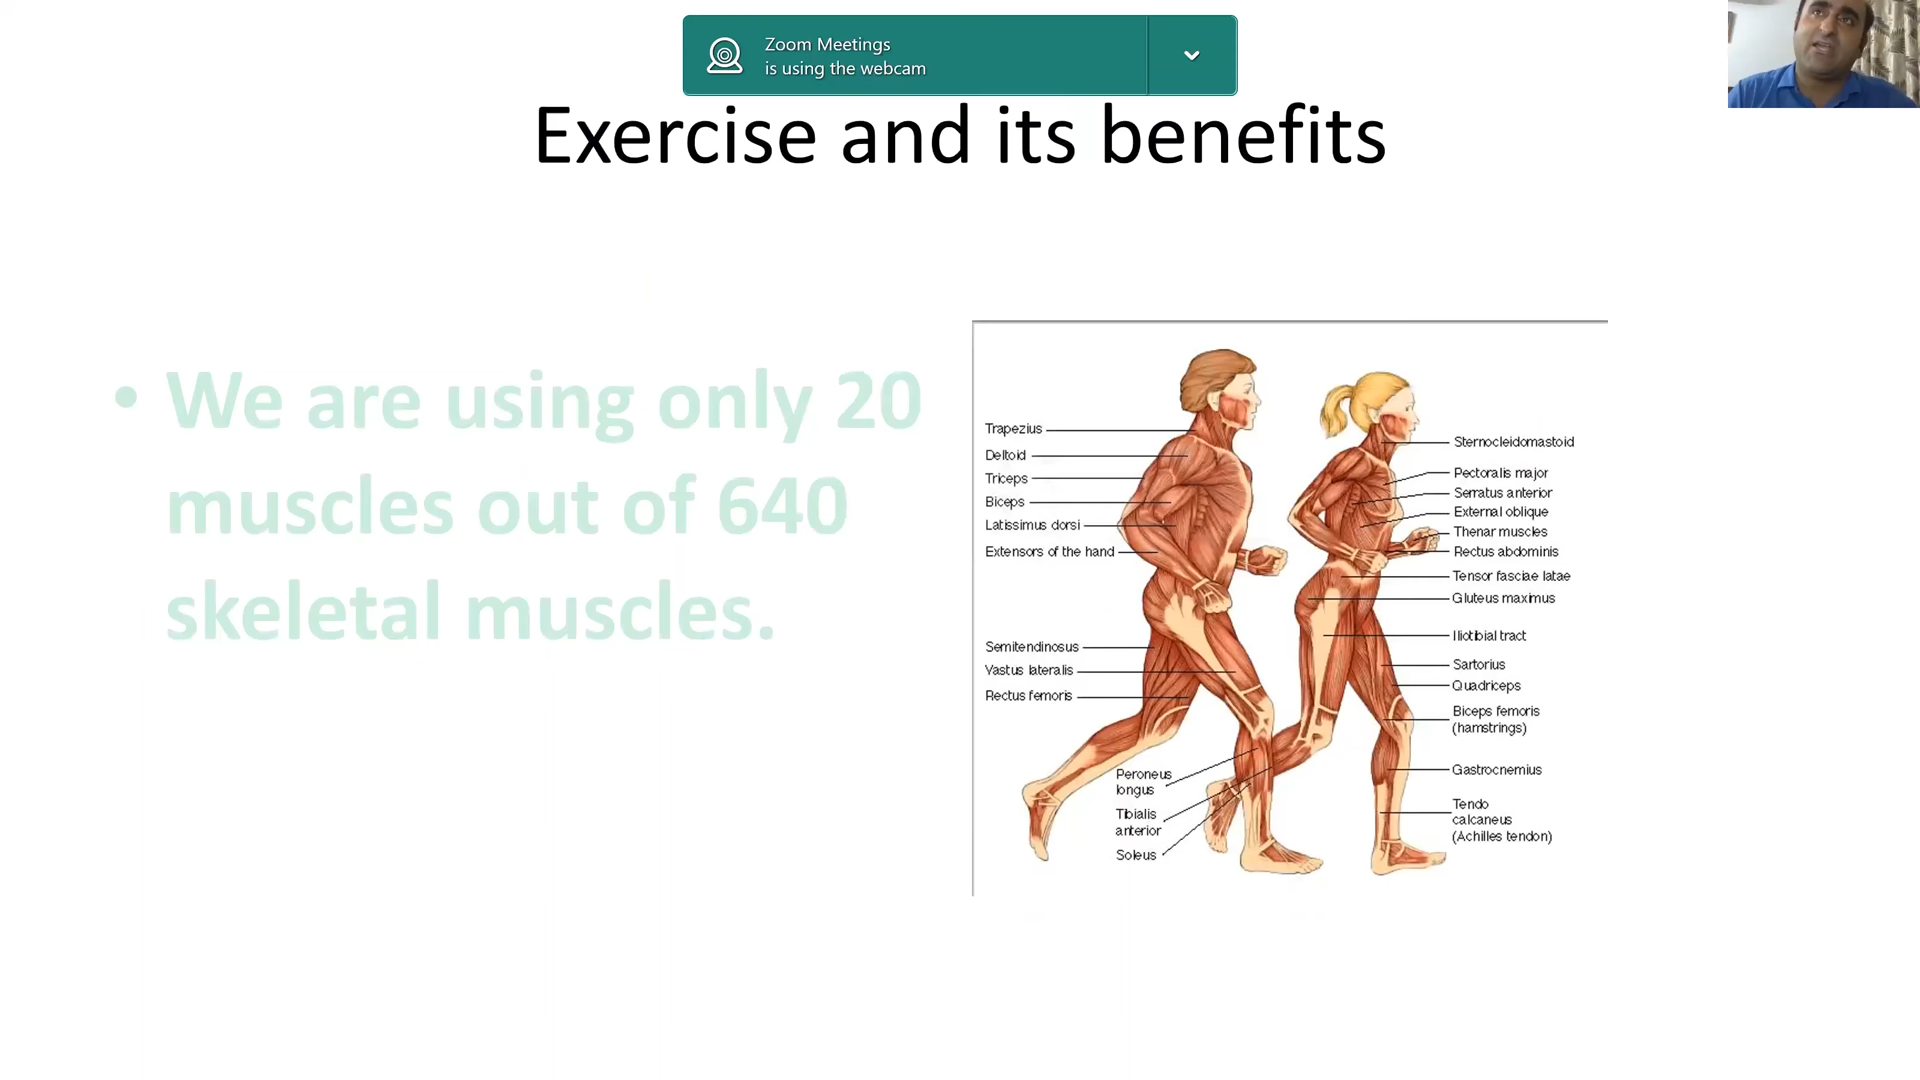 Zoom Meetings
is using the webcam
Exercise and its benefits
• We are using only 20
muscles out of 640
skeletal muscles.
Trapezius
Deltoid
Triceps
Biceps
Latissimus dorsi
Extensors of the hand
Semitendinosus
Vastus lateralis
Rectus femoris
Peroneus
longus
Tibialis
anterior
Soleus
Sternocleidomastoid
Pectoralis major
Serratus anterior
External oblique
Thenar muscles
Rectus abdominis
Tensor fasciae latae
Gluteus maximus
Iliotibial tract
Sartorius
Quadriceps
Biceps femoris
(hamstrings)
Gastrocnemius
Tendo
calcaneus
(Achilles tendon)